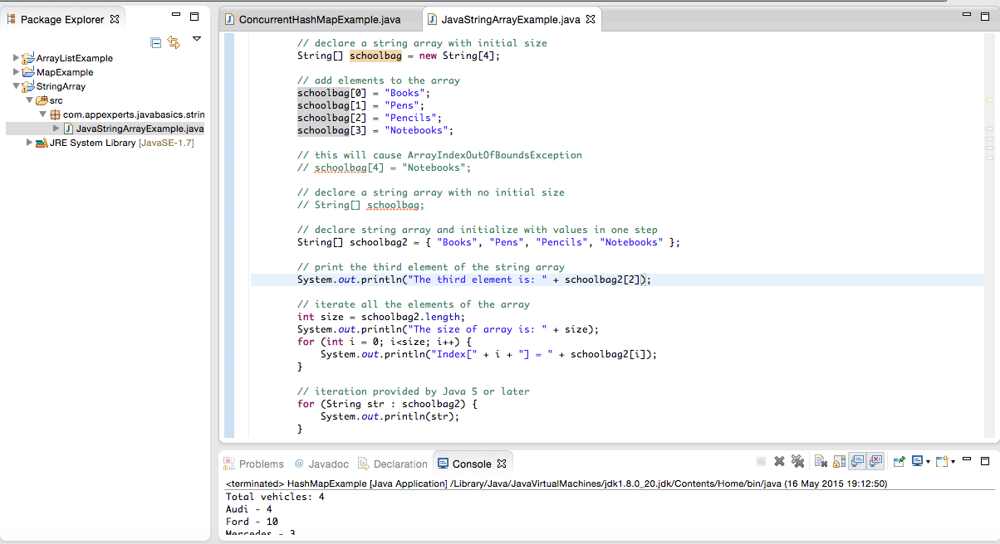 Package Explorer
ArrayListExample
MapExample
StringArray
src
com.appexperts.javabasics.strin
JavaStringArrayExample.java
JRE System Library [JavaSE-1.7]
ConcurrentHashMapExample.java
JavaStringArrayExample.java
// declare a string array with initial size
String[] schoolbag = new String[4];
// add elements to the array
schoolbag[0] = "Books";
schoolbag[1] = "Pens";
schoolbag[2] = "Pencils";
schoolbag[3] = "Notebooks";
// this will cause ArrayIndexOutOfBoundsException
// schoolbag[4] = "Notebooks";
// declare a string array with no initial size
// String[] schoolbag;
// declare string array and initialize with values in one step
String[] schoolbag2 = { "Books", "Pens", "Pencils", "Notebooks" };
// print the third element of the string array
System.out.println("The third element is: " + schoolbag2[2]);
// iterate all the elements of the array
int size = schoolbag2.length;
System.out.println("The size of array is: " + size);
for (int i = 0; i<size; i++) {
System.out.println("Index[" + i + "] = " + schoolbag2[i]);
}
// iteration provided by Java 5 or later
for (String str : schoolbag2) {
System.out.println(str);
}
Problems @ Javadoc Declaration Console
<terminated> HashMapExample [Java Application] /Library/Java/JavaVirtualMachines/jdk1.8.0_20.jdk/Contents/Home/bin/java (16 May 2015 19:12:50)
Total vehicles: 4
Audi - 4
Ford - 10
Mercedes - 3